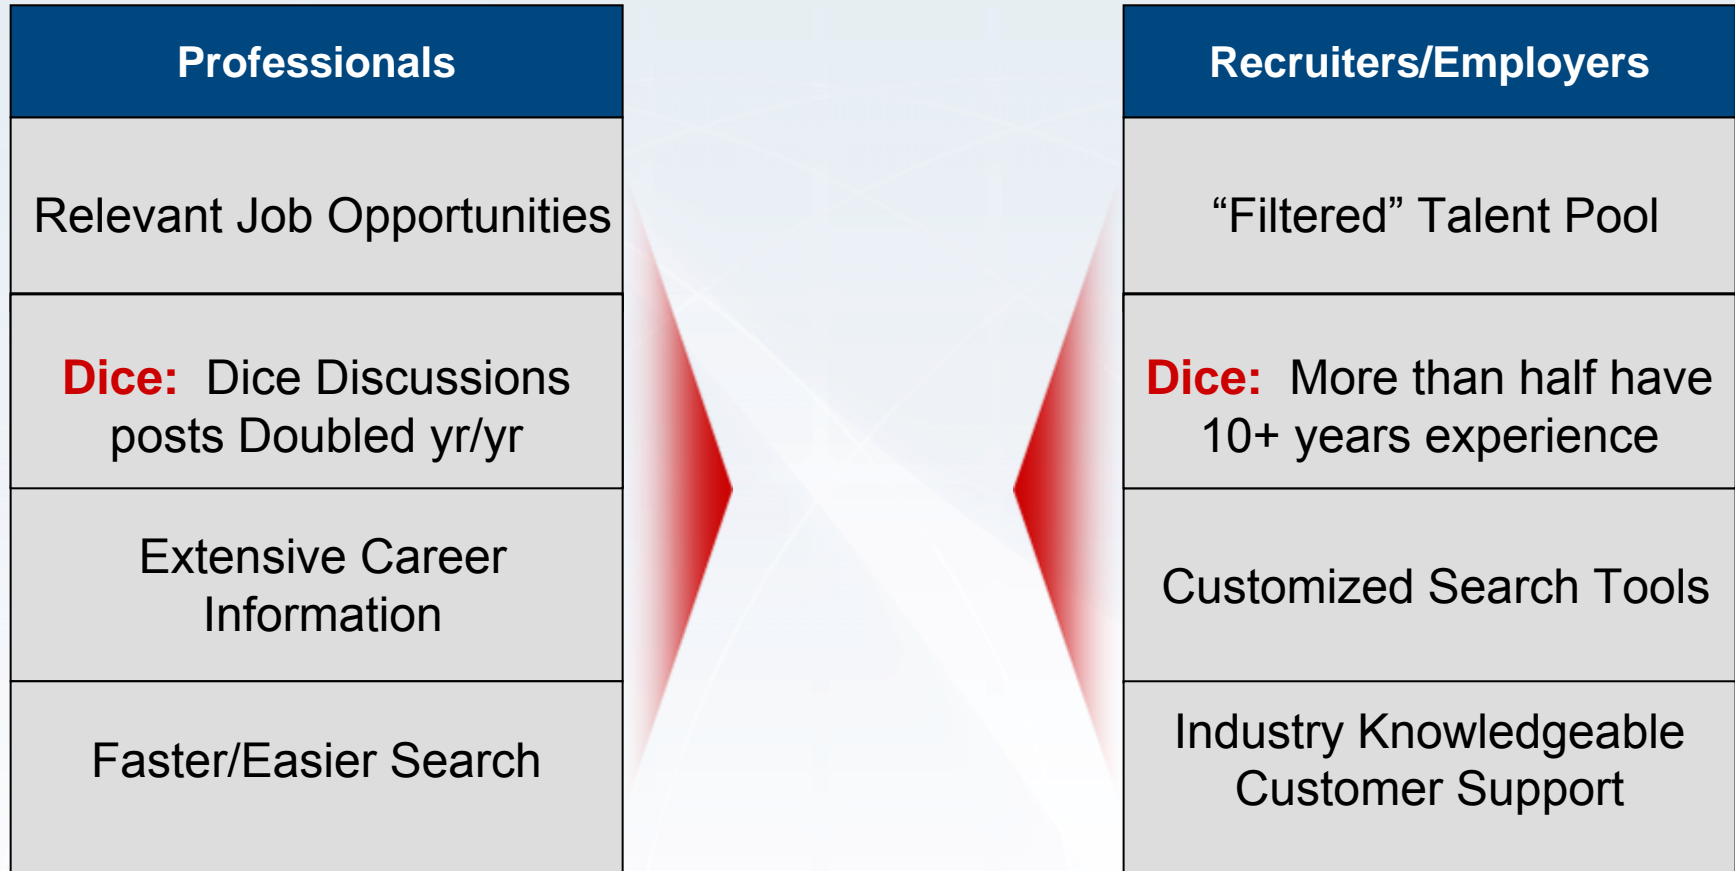 Professionals
Relevant Job Opportunities
Dice: Dice Discussions
posts Doubled yr/yr
Extensive Career
Information
Faster/Easier Search
Recruiters/Employers
“Filtered” Talent Pool
Dice: More than half have
10+ years experience
Customized Search Tools
Industry Knowledgeable
Customer Support